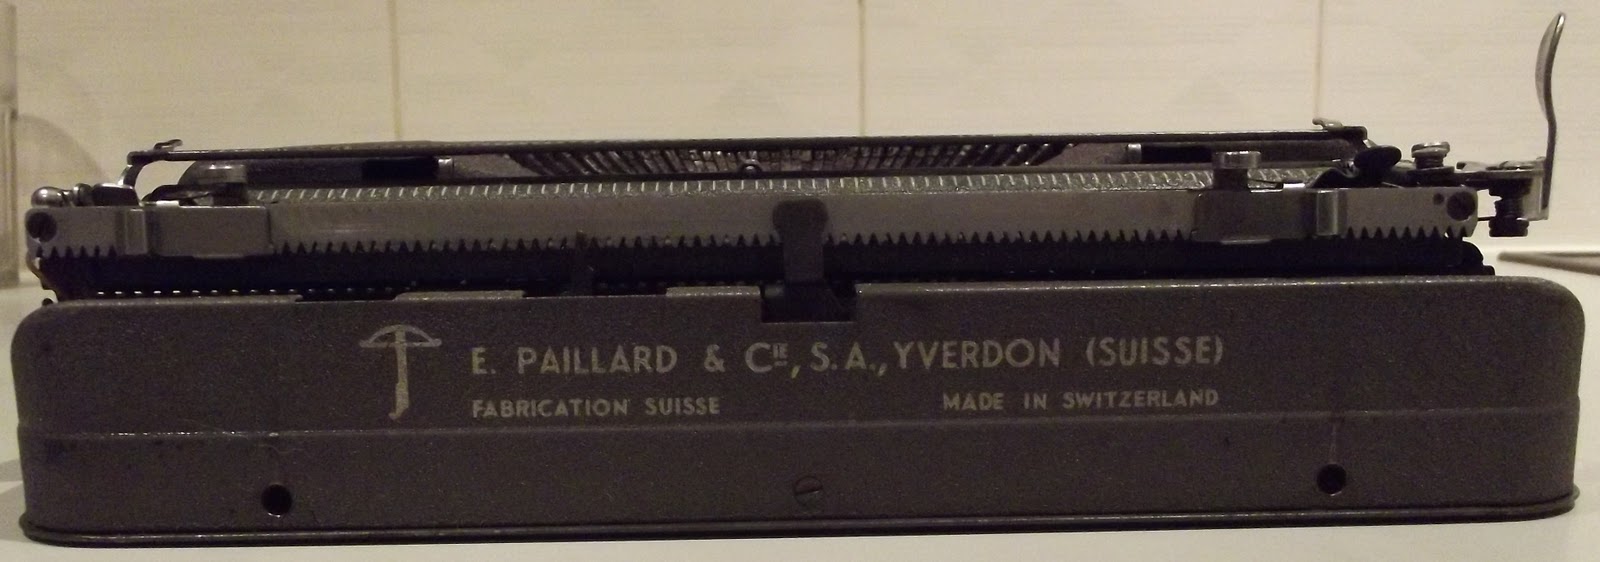 E. PAILLARD & CIE, S.A., YVERDON (SUISSE)
FABRICATION SUISSE MADE IN SWITZERLAND